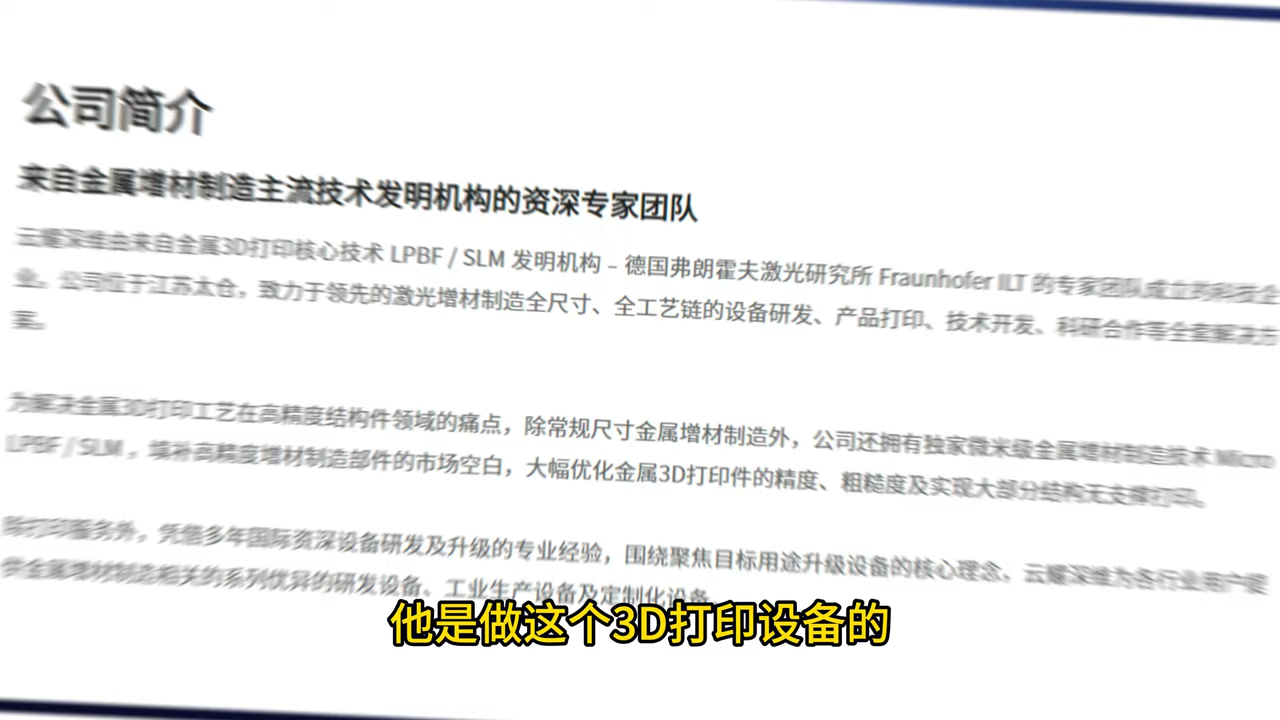 公司简介
来自金属增材制造主流技术发明机构的资深专家团队
云耀深维由来自金属3D打印核心技术 LPBF / SLM 发明机构 – 德国弗朗霍夫激光研究所 Fraunhofer ILT 的专家团队成立的科技企
业。公司位于江苏太仓，致力于领先的激光增材制造全尺寸、全工艺链的设备研发、产品打印、技术开发、科研合作等全套解决方
案。
为解决金属3D打印工艺在高精度结构件领域的痛点，除常规尺寸金属增材制造外，公司还拥有独家微米级金属增材制造技术 Micro
LPBF / SLM ，填补高精度增材制造部件的市场空白，大幅优化金属3D打印件的精度、粗糙度及实现大部分结构无支撑打印。
除打印服务外，凭借多年国际资深设备研发及升级的专业经验，围绕聚焦目标用途升级设备的核心理念，云耀深维为各行业用户提
供金属增材制造相关的系列优异的研发设备、工业生产设备及定制化设备。
他是做这个3D打印设备的